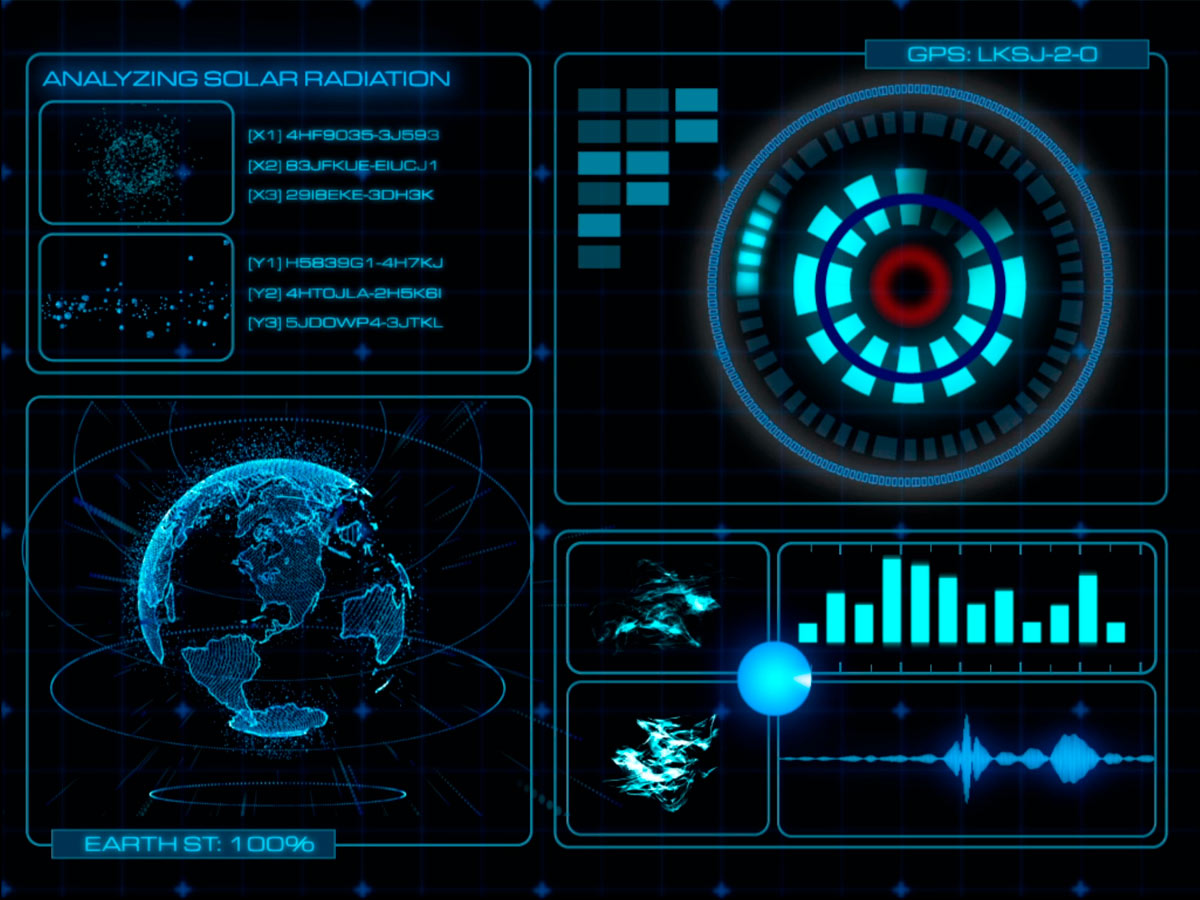 ANALYZING SOLAR RADIATION
[X1] 4HF9035-3J593
[X2] 83JFKUE-EIUCJ1
[X3] 29I8EKE-3DH3K
[Y1] H5839G1-4H7KJ
[Y2] 4HTOJLA-2H5K6I
[Y3] 5JDOWP4-3JTKL
GPS: LKSJ-2-0
EARTH ST: 100%